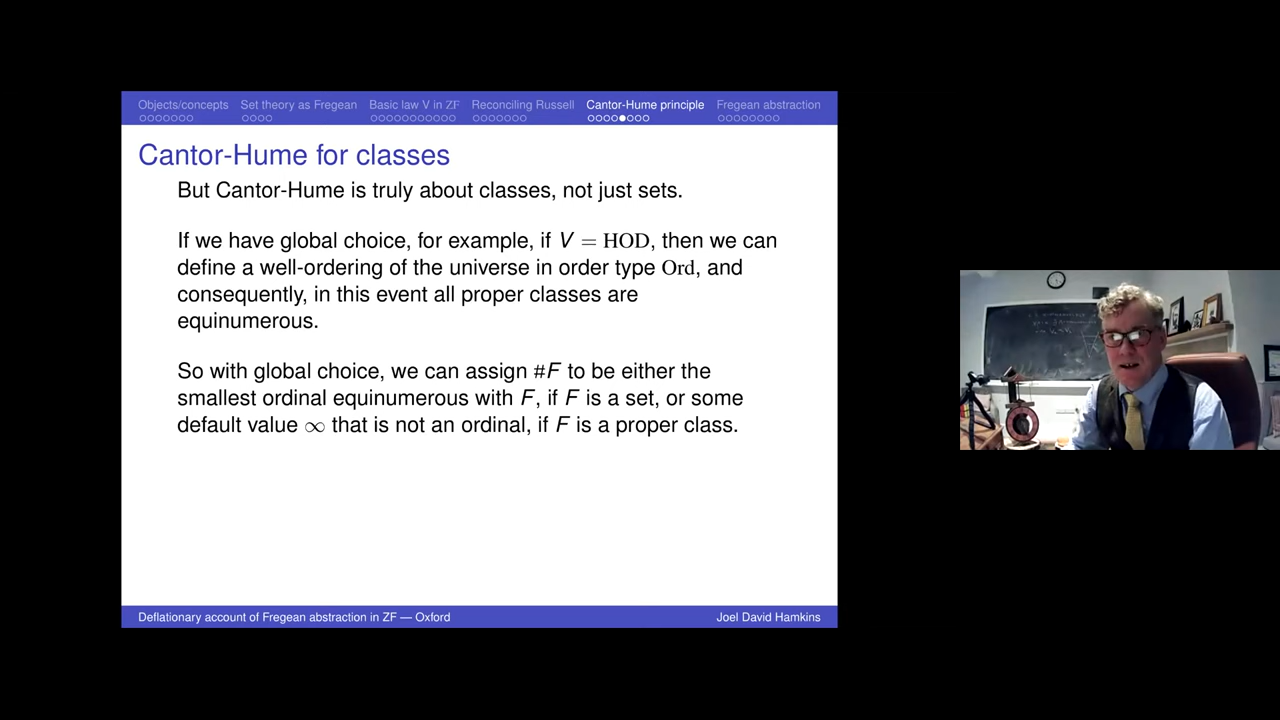 Objects/concepts Set theory as Fregean Basic law V in ZF Reconciling Russell Cantor-Hume principle Fregean abstraction
Cantor-Hume for classes
But Cantor-Hume is truly about classes, not just sets.
If we have global choice, for example, if V = HOD, then we can
define a well-ordering of the universe in order type Ord, and
consequently, in this event all proper classes are
equinumerous.
So with global choice, we can assign #F to be either the
smallest ordinal equinumerous with F, if F is a set, or some
default value ∞ that is not an ordinal, if F is a proper class.
Deflationary account of Fregean abstraction in ZF — Oxford Joel David Hamkins